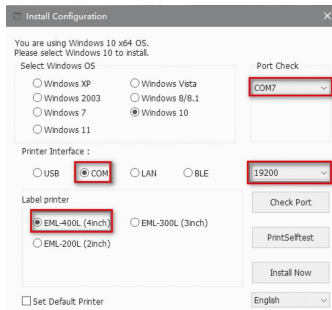 Install Configuration
You are using Windows 10 x64 OS.
Please select Windows 10 to install.
Select Windows OS
Port Check
Windows XP
Windows Vista
COM7
Windows 2003
Windows 8/8.1
Windows 7
Windows 10
Windows 11
Printer Interface :
USB
COM
LAN
BLE
19200
Label printer
Check Port
EML-400L (4inch)
EML-300L (3inch)
EML-200L (2inch)
PrintSelftest
Install Now
Set Default Printer
English